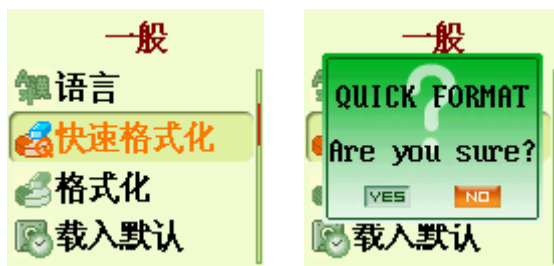 一般
语言
快速格式化
格式化
载入默认
一般
QUICK FORMAT
Are you sure?
YES NO
载入默认